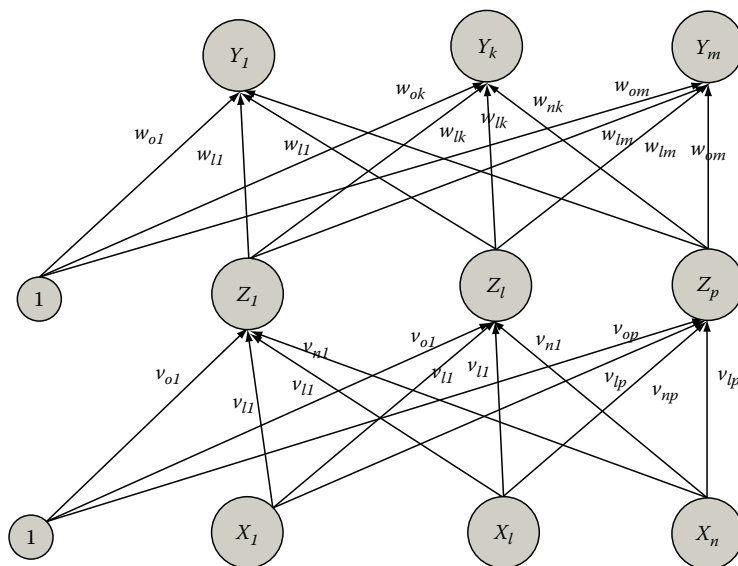 Y1 Yk Ym
wok wom
wnk
wo1 wlk
wl1 wl1 wlk wlm wlm wom
1 Z1 Zl Zp
vn1 vo1 vn1 vop
vo1 vl1 vl1 vl1 vlp vnp vlp
vl1
1 X1 Xl Xn